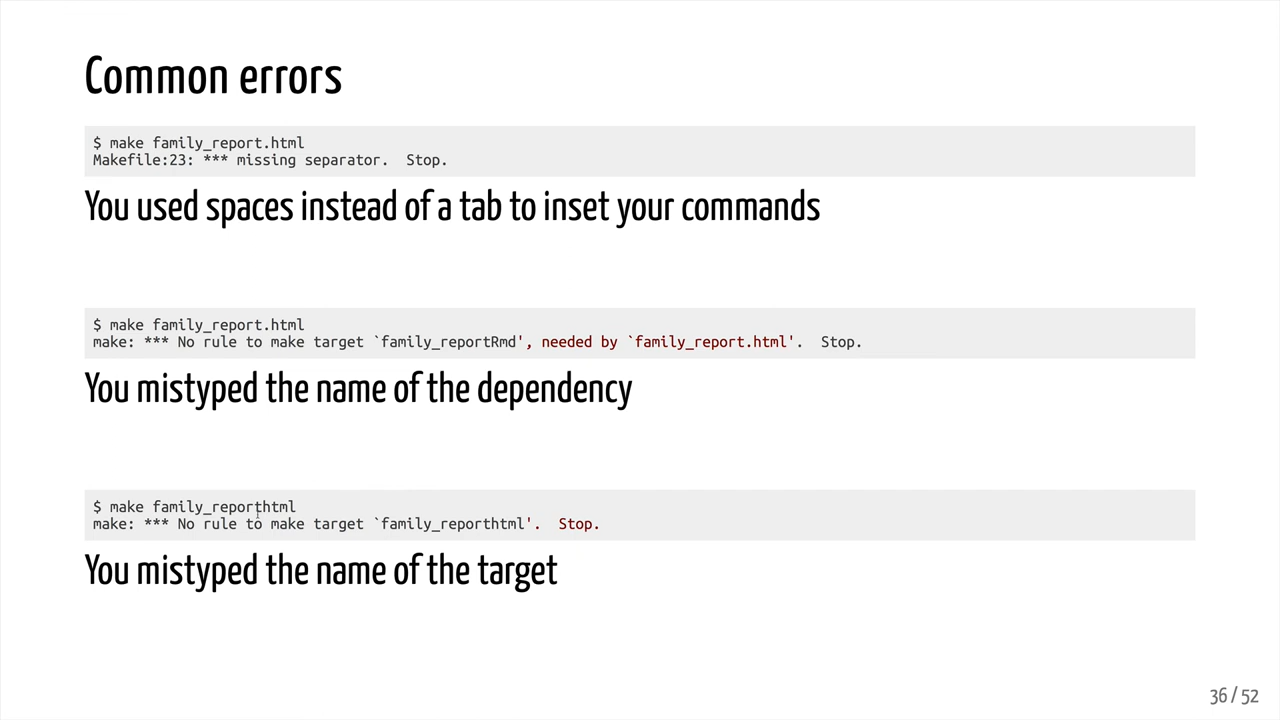 Common errors
$ make family_report.html
Makefile:23: *** missing separator.  Stop.
You used spaces instead of a tab to inset your commands
$ make family_report.html
make: *** No rule to make target `family_reportRmd', needed by `family_report.html'.  Stop.
You mistyped the name of the dependency
$ make family_reporthtml
make: *** No rule to make target `family_reporthtml'.  Stop.
You mistyped the name of the target
36 / 52